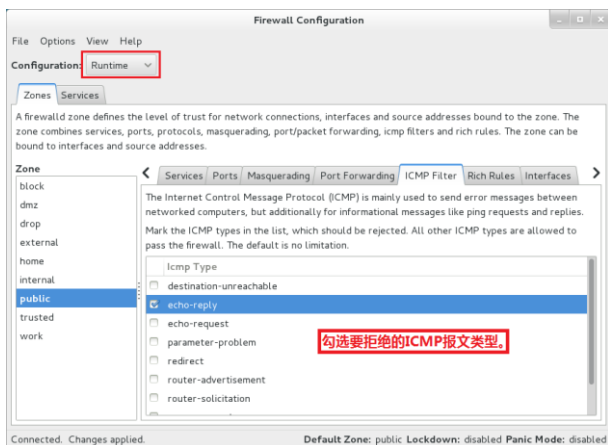 Firewall Configuration
File Options View Help
Configuration: Runtime
Zones Services
A firewalld zone defines the level of trust for network connections, interfaces and source addresses bound to the zone. The
zone combines services, ports, protocols, masquerading, port/packet forwarding, icmp filters and rich rules. The zone can be
bound to interfaces and source addresses.
Zone
block
dmz
drop
external
home
internal
public
trusted
work
Services Ports Masquerading Port Forwarding ICMP Filter Rich Rules Interfaces
The Internet Control Message Protocol (ICMP) is mainly used to send error messages between
networked computers, but additionally for informational messages like ping requests and replies.
Mark the ICMP types in the list, which should be rejected. All other ICMP types are allowed to
pass the firewall. The default is no limitation.
Icmp Type
destination-unreachable
echo-reply
echo-request
parameter-problem
redirect
router-advertisement
router-solicitation
勾选要拒绝的ICMP报文类型。
Connected. Changes applied.
Default Zone: public Lockdown: disabled Panic Mode: disabled